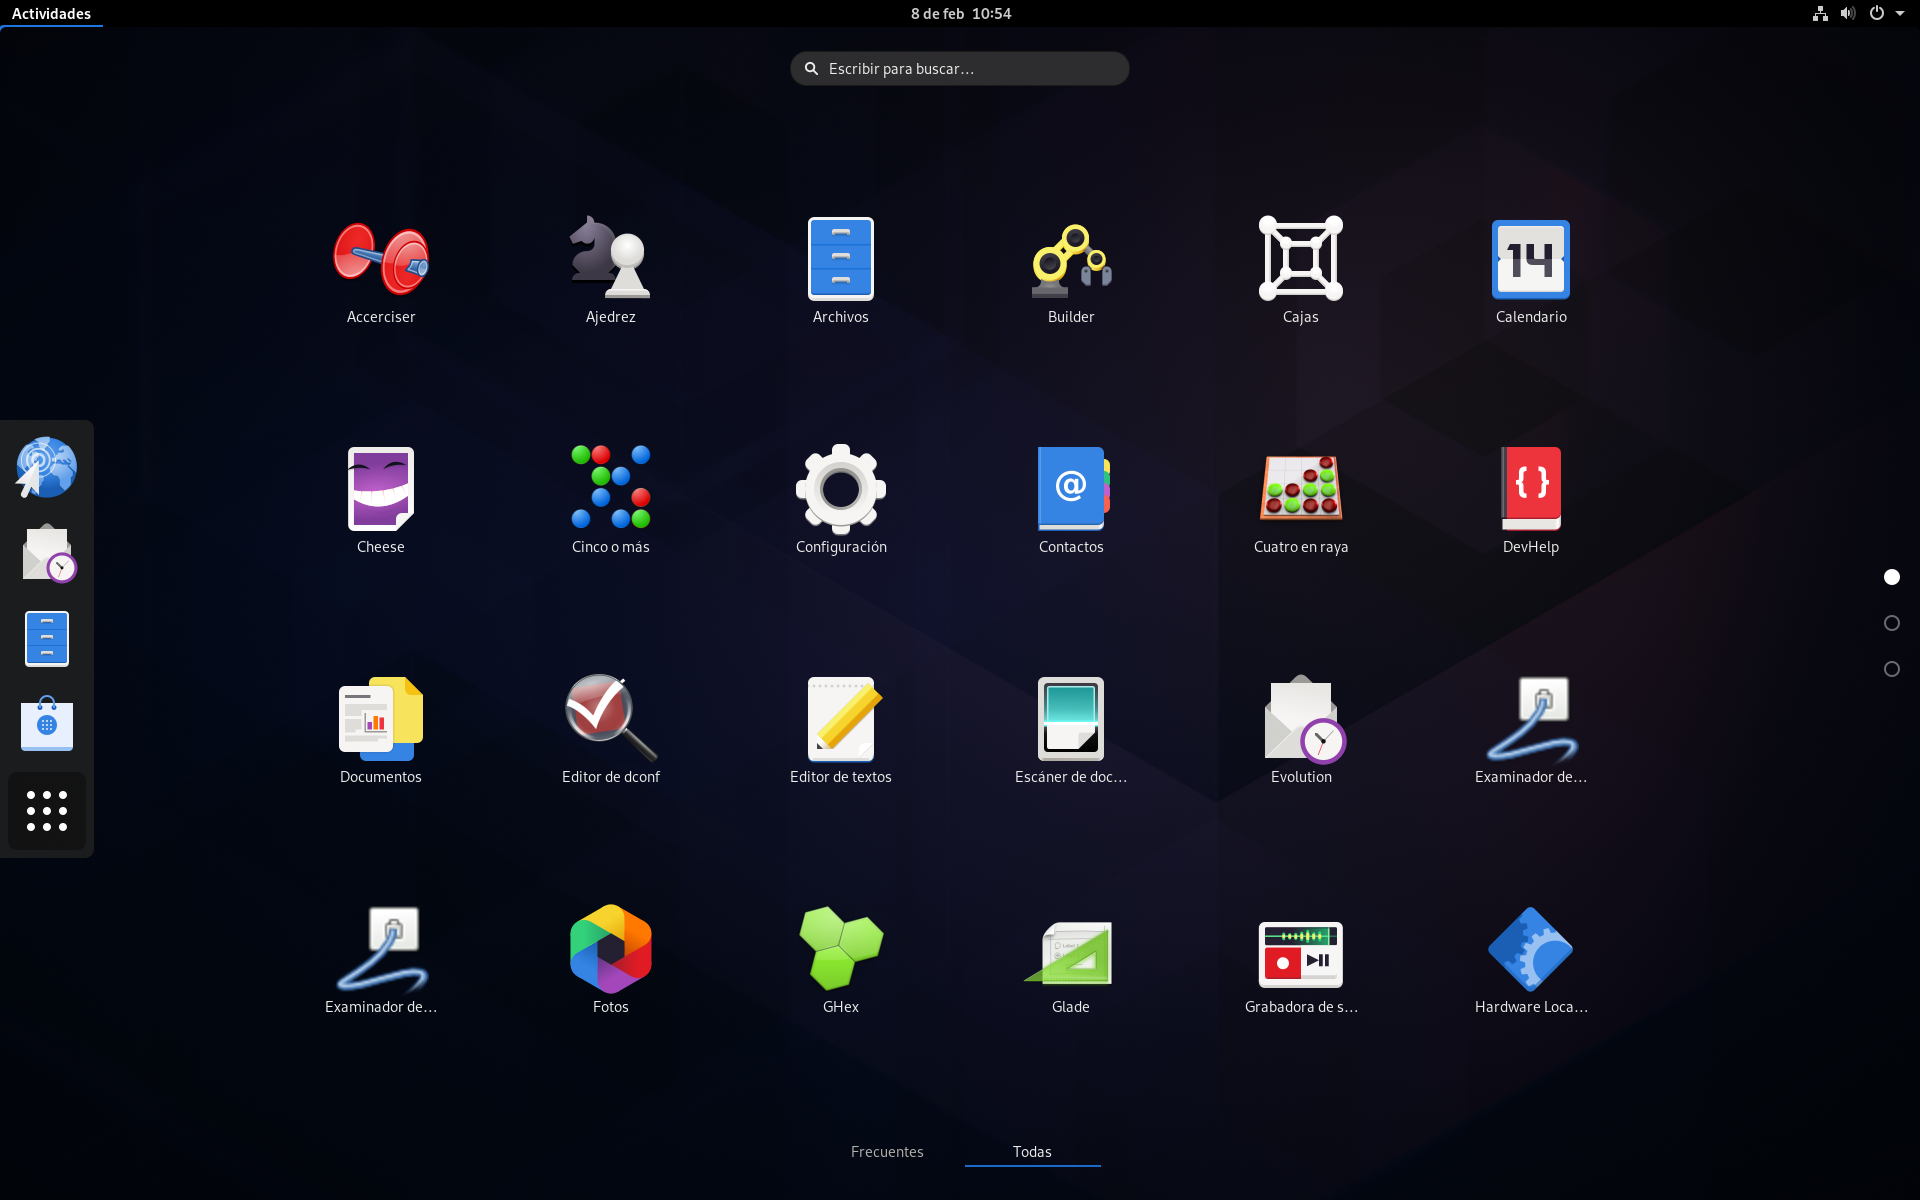 Actividades
8 de feb 10:54
Escribir para buscar…
Accerciser
Ajedrez
Archivos
Builder
Cajas
14
Calendario
Cheese
Cinco o más
Configuración
@
Contactos
Cuatro en raya
{ }
DevHelp
Documentos
Editor de dconf
Editor de textos
Escáner de doc…
Evolution
Examinador de…
Examinador de…
Fotos
GHex
Glade
Grabadora de s…
Hardware Loca…
Frecuentes
Todas